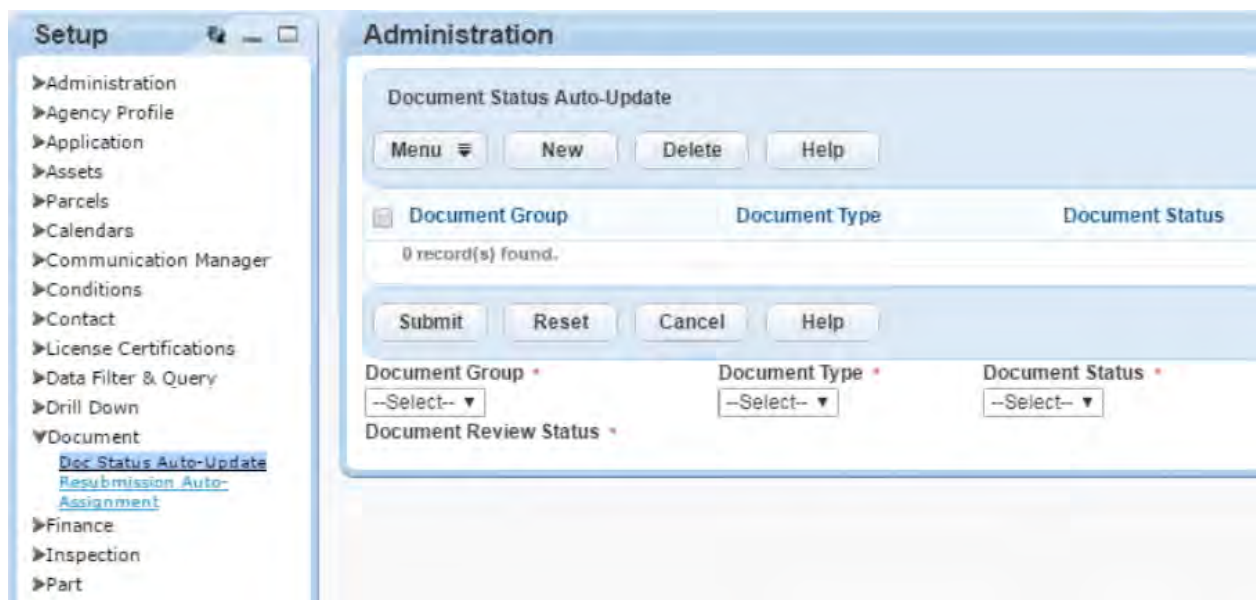 Setup
Administration
Agency Profile
Application
Assets
Parcels
Calendars
Communication Manager
Conditions
Contact
License Certifications
Data Filter & Query
Drill Down
Document
Doc Status Auto-Update
Resubmission Auto-
Assignment
Finance
Inspection
Part
Administration
Document Status Auto-Update
Menu New Delete Help
Document Group Document Type Document Status
0 record(s) found.
Submit Reset Cancel Help
Document Group * Document Type * Document Status *
--Select-- --Select-- --Select--
Document Review Status *